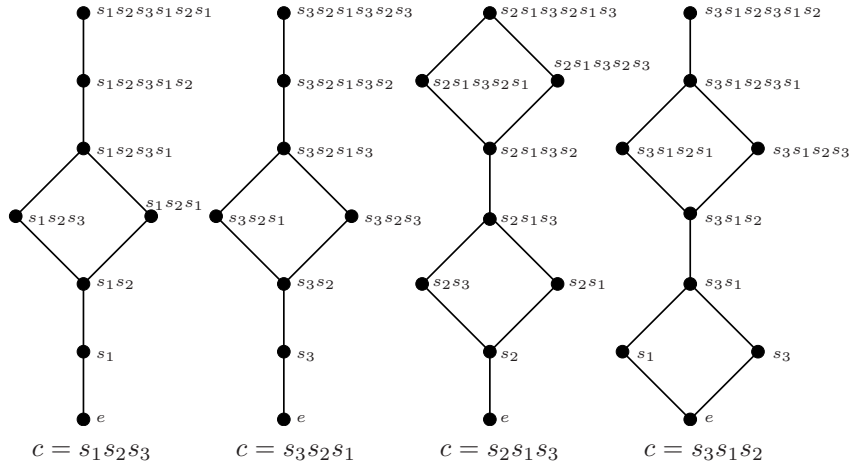 s₁s₂s₃s₁s₂s₁
s₁s₂s₃s₁s₂
s₁s₂s₃s₁
s₁s₂s₃
s₁s₂s₁
s₁s₂
s₁
e
c = s₁s₂s₃
s₃s₂s₁s₃s₂s₃
s₃s₂s₁s₃s₂
s₃s₂s₁s₃
s₃s₂s₁
s₃s₂s₃
s₃s₂
s₃
e
c = s₃s₂s₁
s₂s₁s₃s₂s₁s₃
s₂s₁s₃s₂s₁
s₂s₁s₃s₂s₃
s₂s₁s₃s₂
s₂s₁s₃
s₂s₃
s₂s₁
s₂
e
c = s₂s₁s₃
s₃s₁s₂s₃s₁s₂
s₃s₁s₂s₃s₁
s₃s₁s₂s₁
s₃s₁s₂s₃
s₃s₁s₂
s₃s₁
s₁
s₃
e
c = s₃s₁s₂